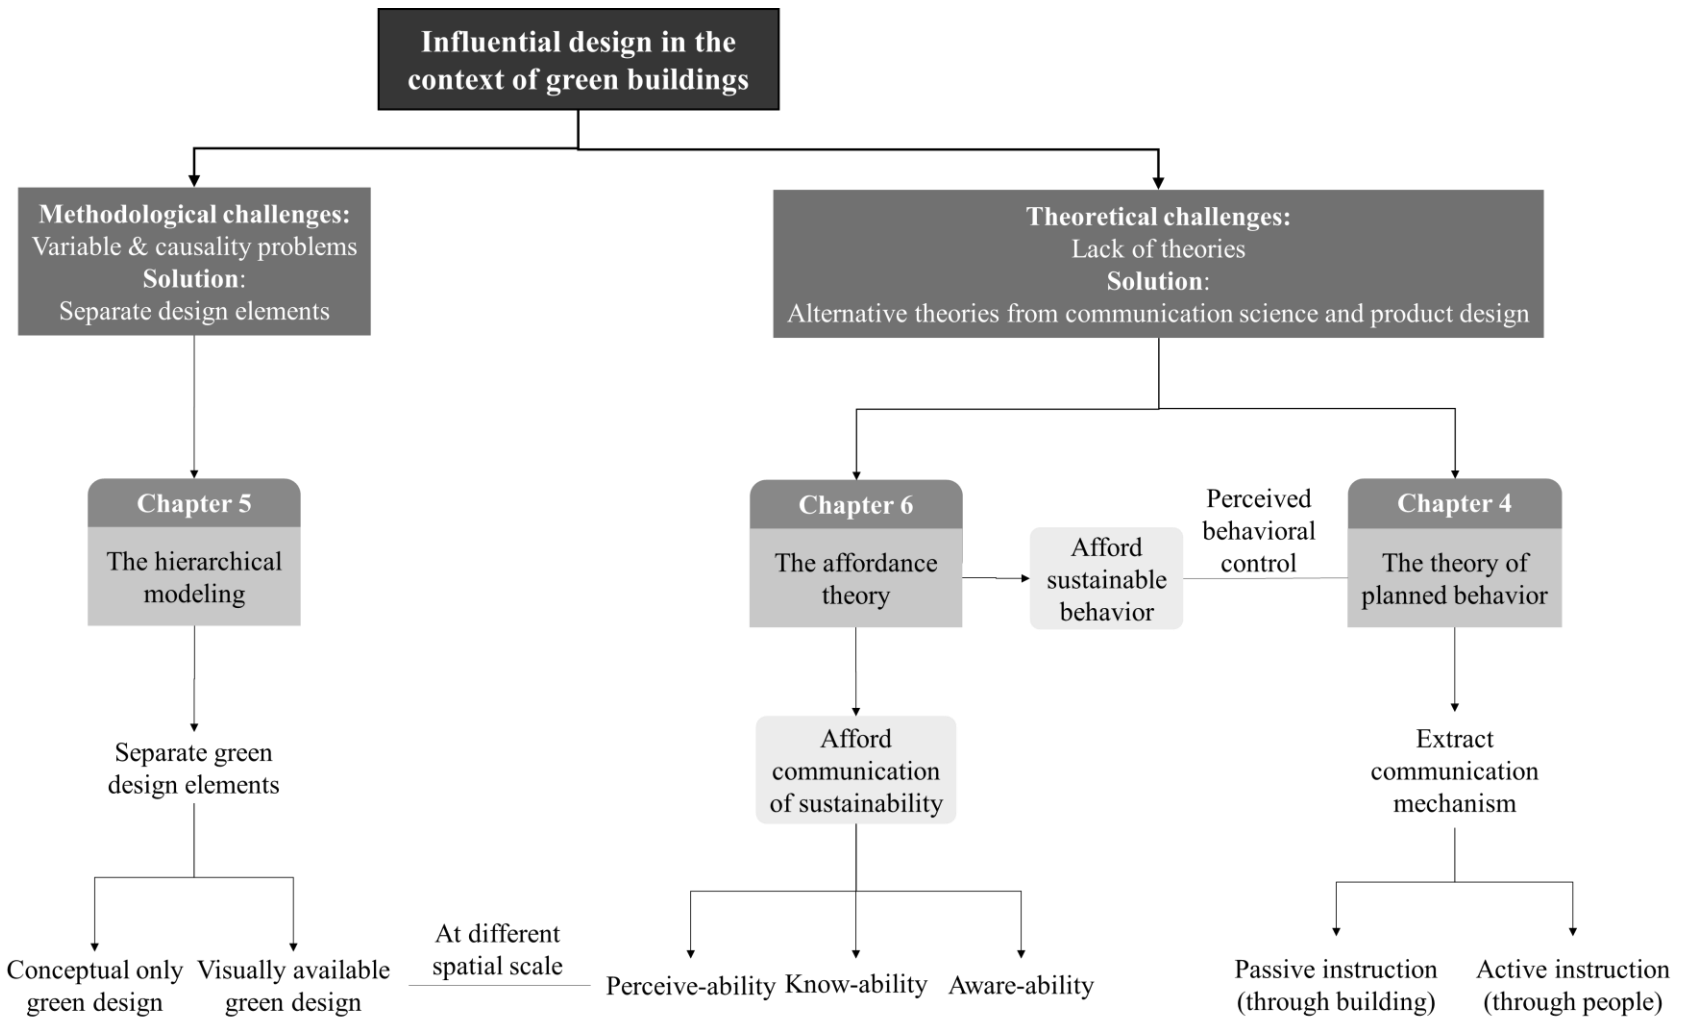 Influential design in the
context of green buildings
Methodological challenges:
Variable & causality problems
Solution:
Separate design elements
Theoretical challenges:
Lack of theories
Solution:
Alternative theories from communication science and product design
Chapter 5
The hierarchical
modeling
Chapter 6
The affordance
theory
Afford
sustainable
behavior
Perceived
behavioral
control
Chapter 4
The theory of
planned behavior
Separate green
design elements
Afford
communication
of sustainability
Extract
communication
mechanism
Conceptual only
green design
Visually available
green design
At different
spatial scale
Perceive-ability
Know-ability
Aware-ability
Passive instruction
(through building)
Active instruction
(through people)